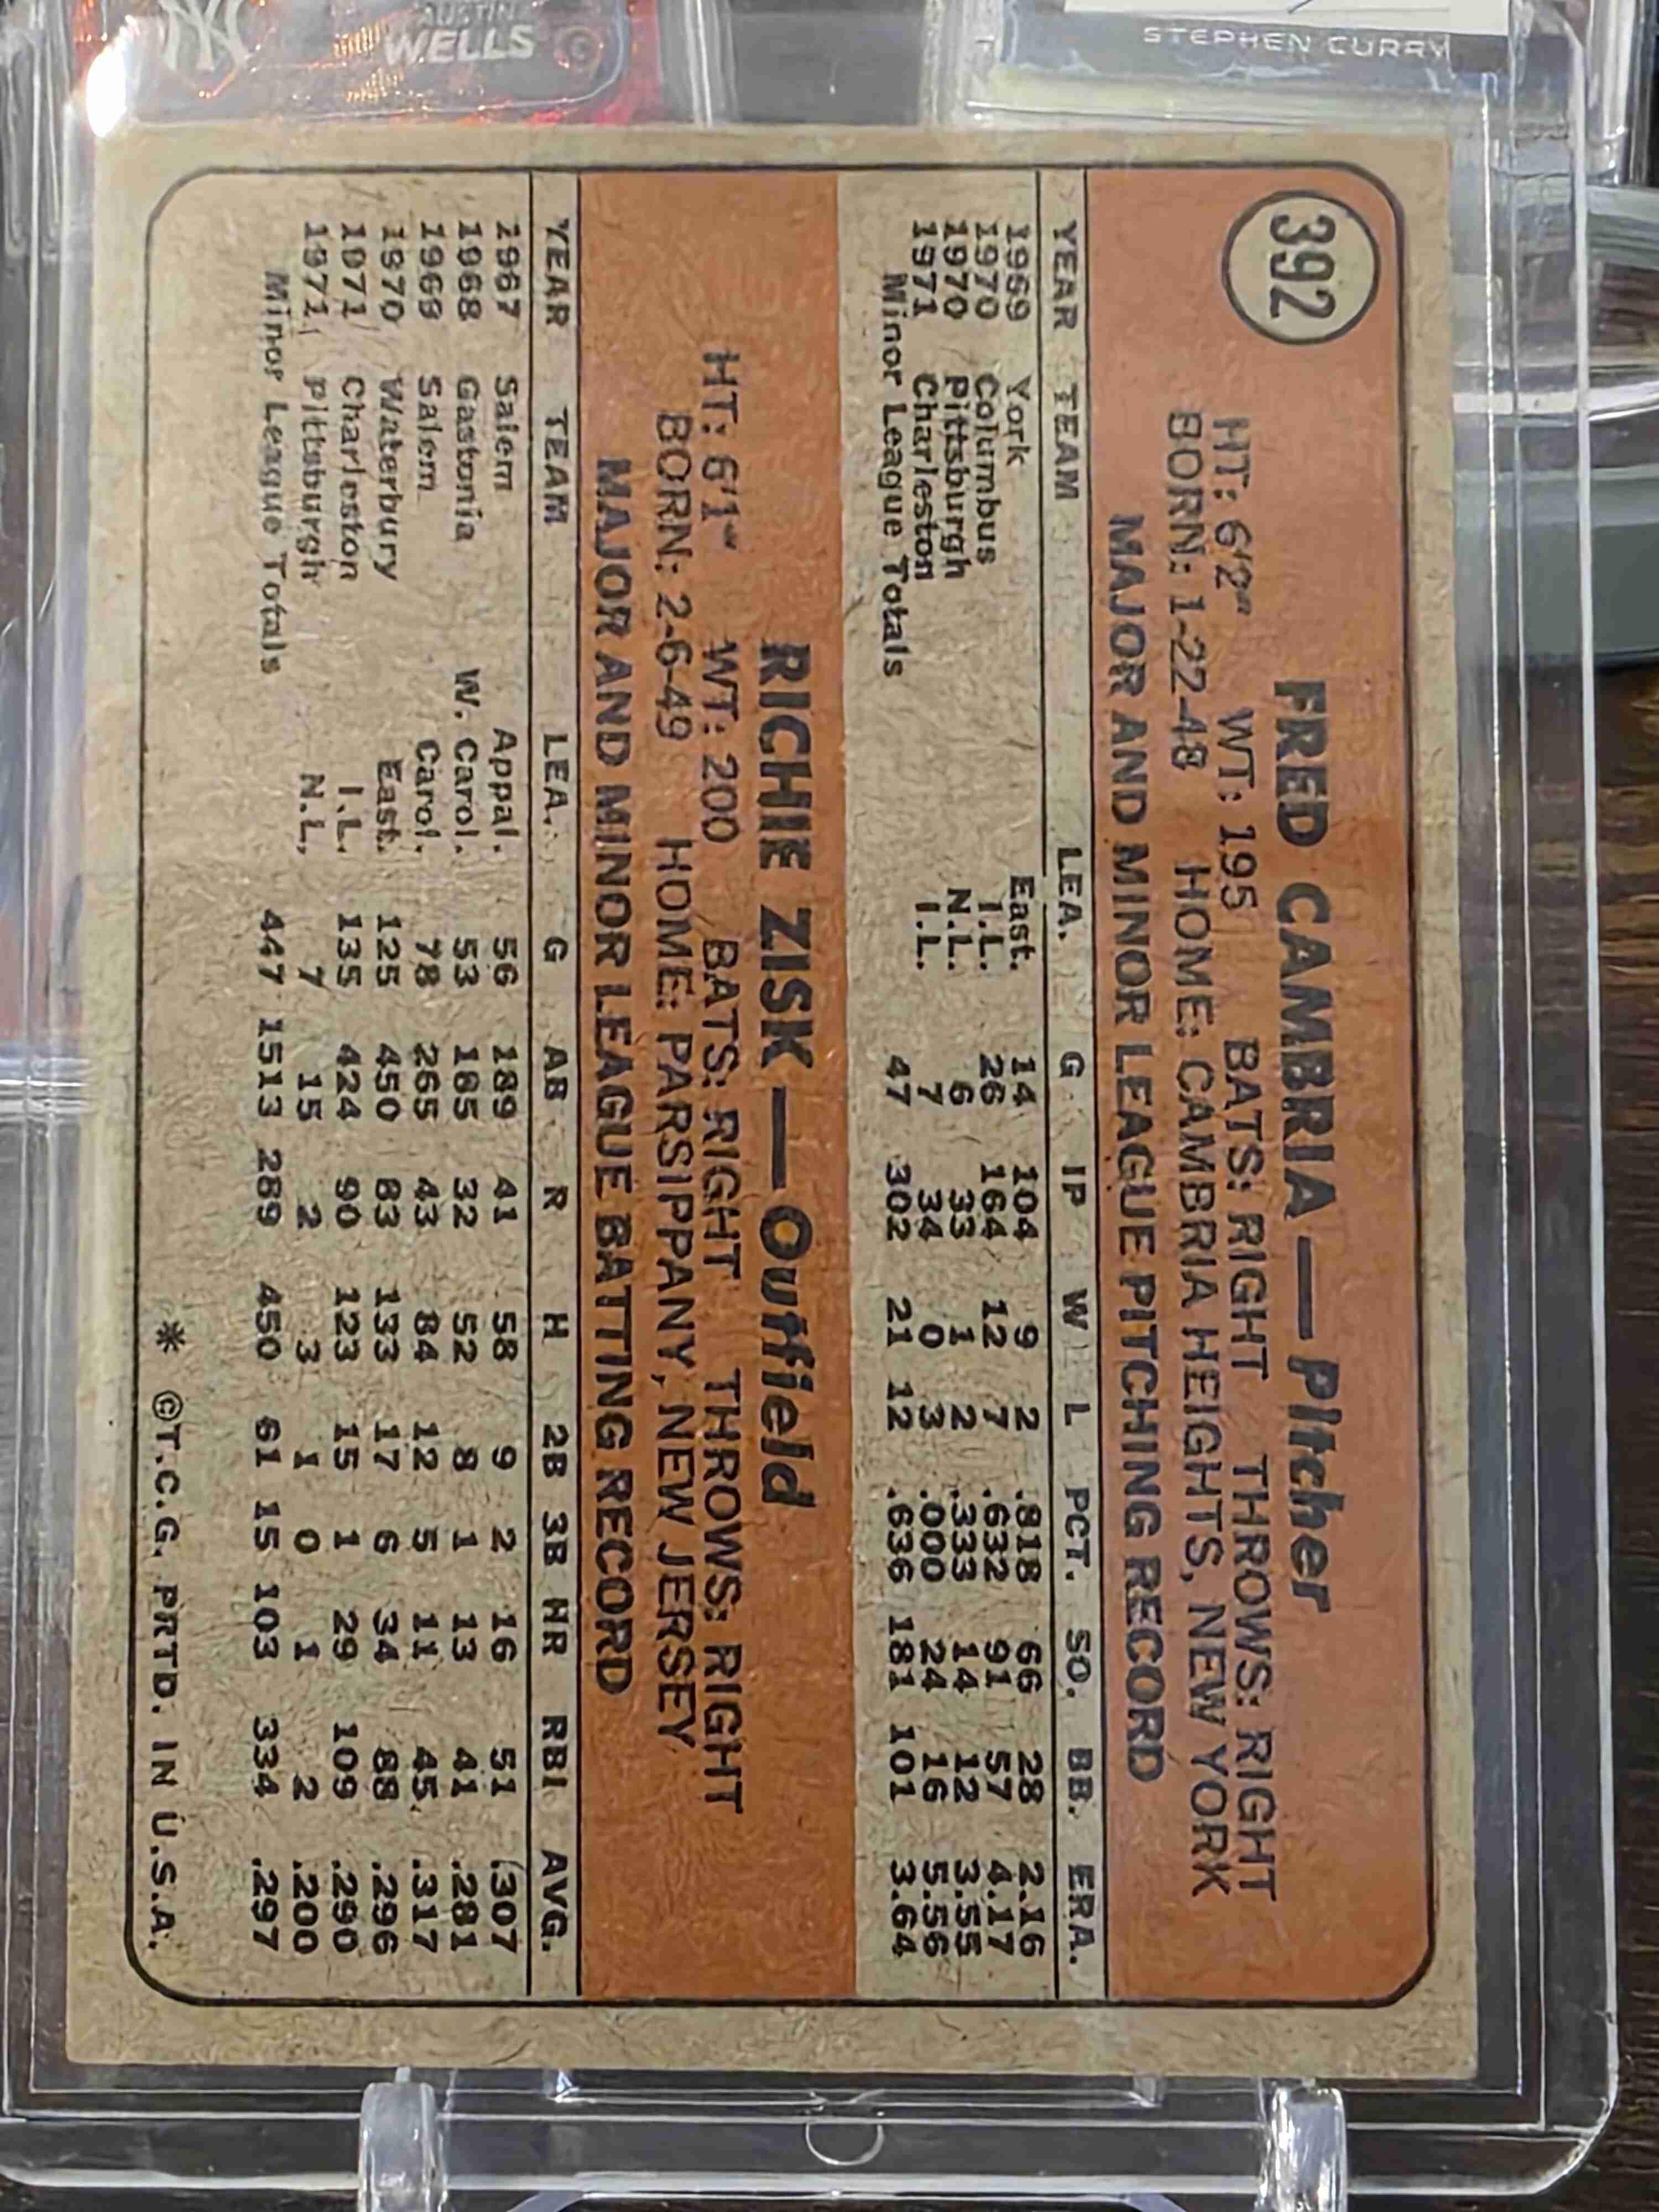 AUSTIN
WELLS
STEPHEN CURRY
392
FRED CAMBRIA — Pitcher
HT: 6'2" WT: 195 BATS: RIGHT THROWS: RIGHT
BORN: 1-22-48 HOME: CAMBRIA HEIGHTS, NEW YORK
MAJOR AND MINOR LEAGUE PITCHING RECORD
YEAR TEAM LEA. G IP W L PCT. SO. BB. ERA.
1969 York East. 14 104 9 2 .818 66 28 2.16
1970 Columbus I.L. 26 164 12 7 .632 91 57 4.17
1970 Pittsburgh N.L. 6 33 1 2 .333 14 12 3.55
1971 Charleston I.L. 7 34 0 3 .000 24 16 5.56
Minor League Totals 47 302 21 12 .636 181 101 3.64
RICHIE ZISK — Outfield
HT: 6'1" WT: 200 BATS: RIGHT THROWS: RIGHT
BORN: 2-6-49 HOME: PARSIPPANY, NEW JERSEY
MAJOR AND MINOR LEAGUE BATTING RECORD
YEAR TEAM LEA. G AB R H 2B 3B HR RBI AVG.
1967 Salem Appal. 56 189 41 58 9 2 16 51 .307
1968 Gastonia W. Carol. 53 185 32 52 8 1 13 41 .281
1969 Salem Carol. 78 265 43 84 12 5 11 45 .317
1970 Waterbury East. 125 450 83 133 17 6 34 88 .296
1971 Charleston I.L. 135 424 90 123 15 1 29 109 .290
1971 Pittsburgh N.L. 7 15 2 3 1 0 1 2 .200
Minor League Totals 447 1513 289 450 61 15 103 334 .297
* ©T.C.G. PRTD. IN U.S.A.